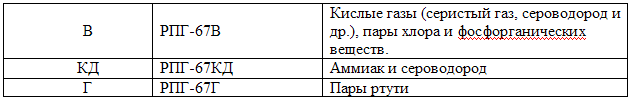 В РПГ-67В Кислые газы (серистый газ, сероводород и
др.), пары хлора и фосфорганических
веществ.
КД РПГ-67КД Аммиак и сероводород
Г РПГ-67Г Пары ртути